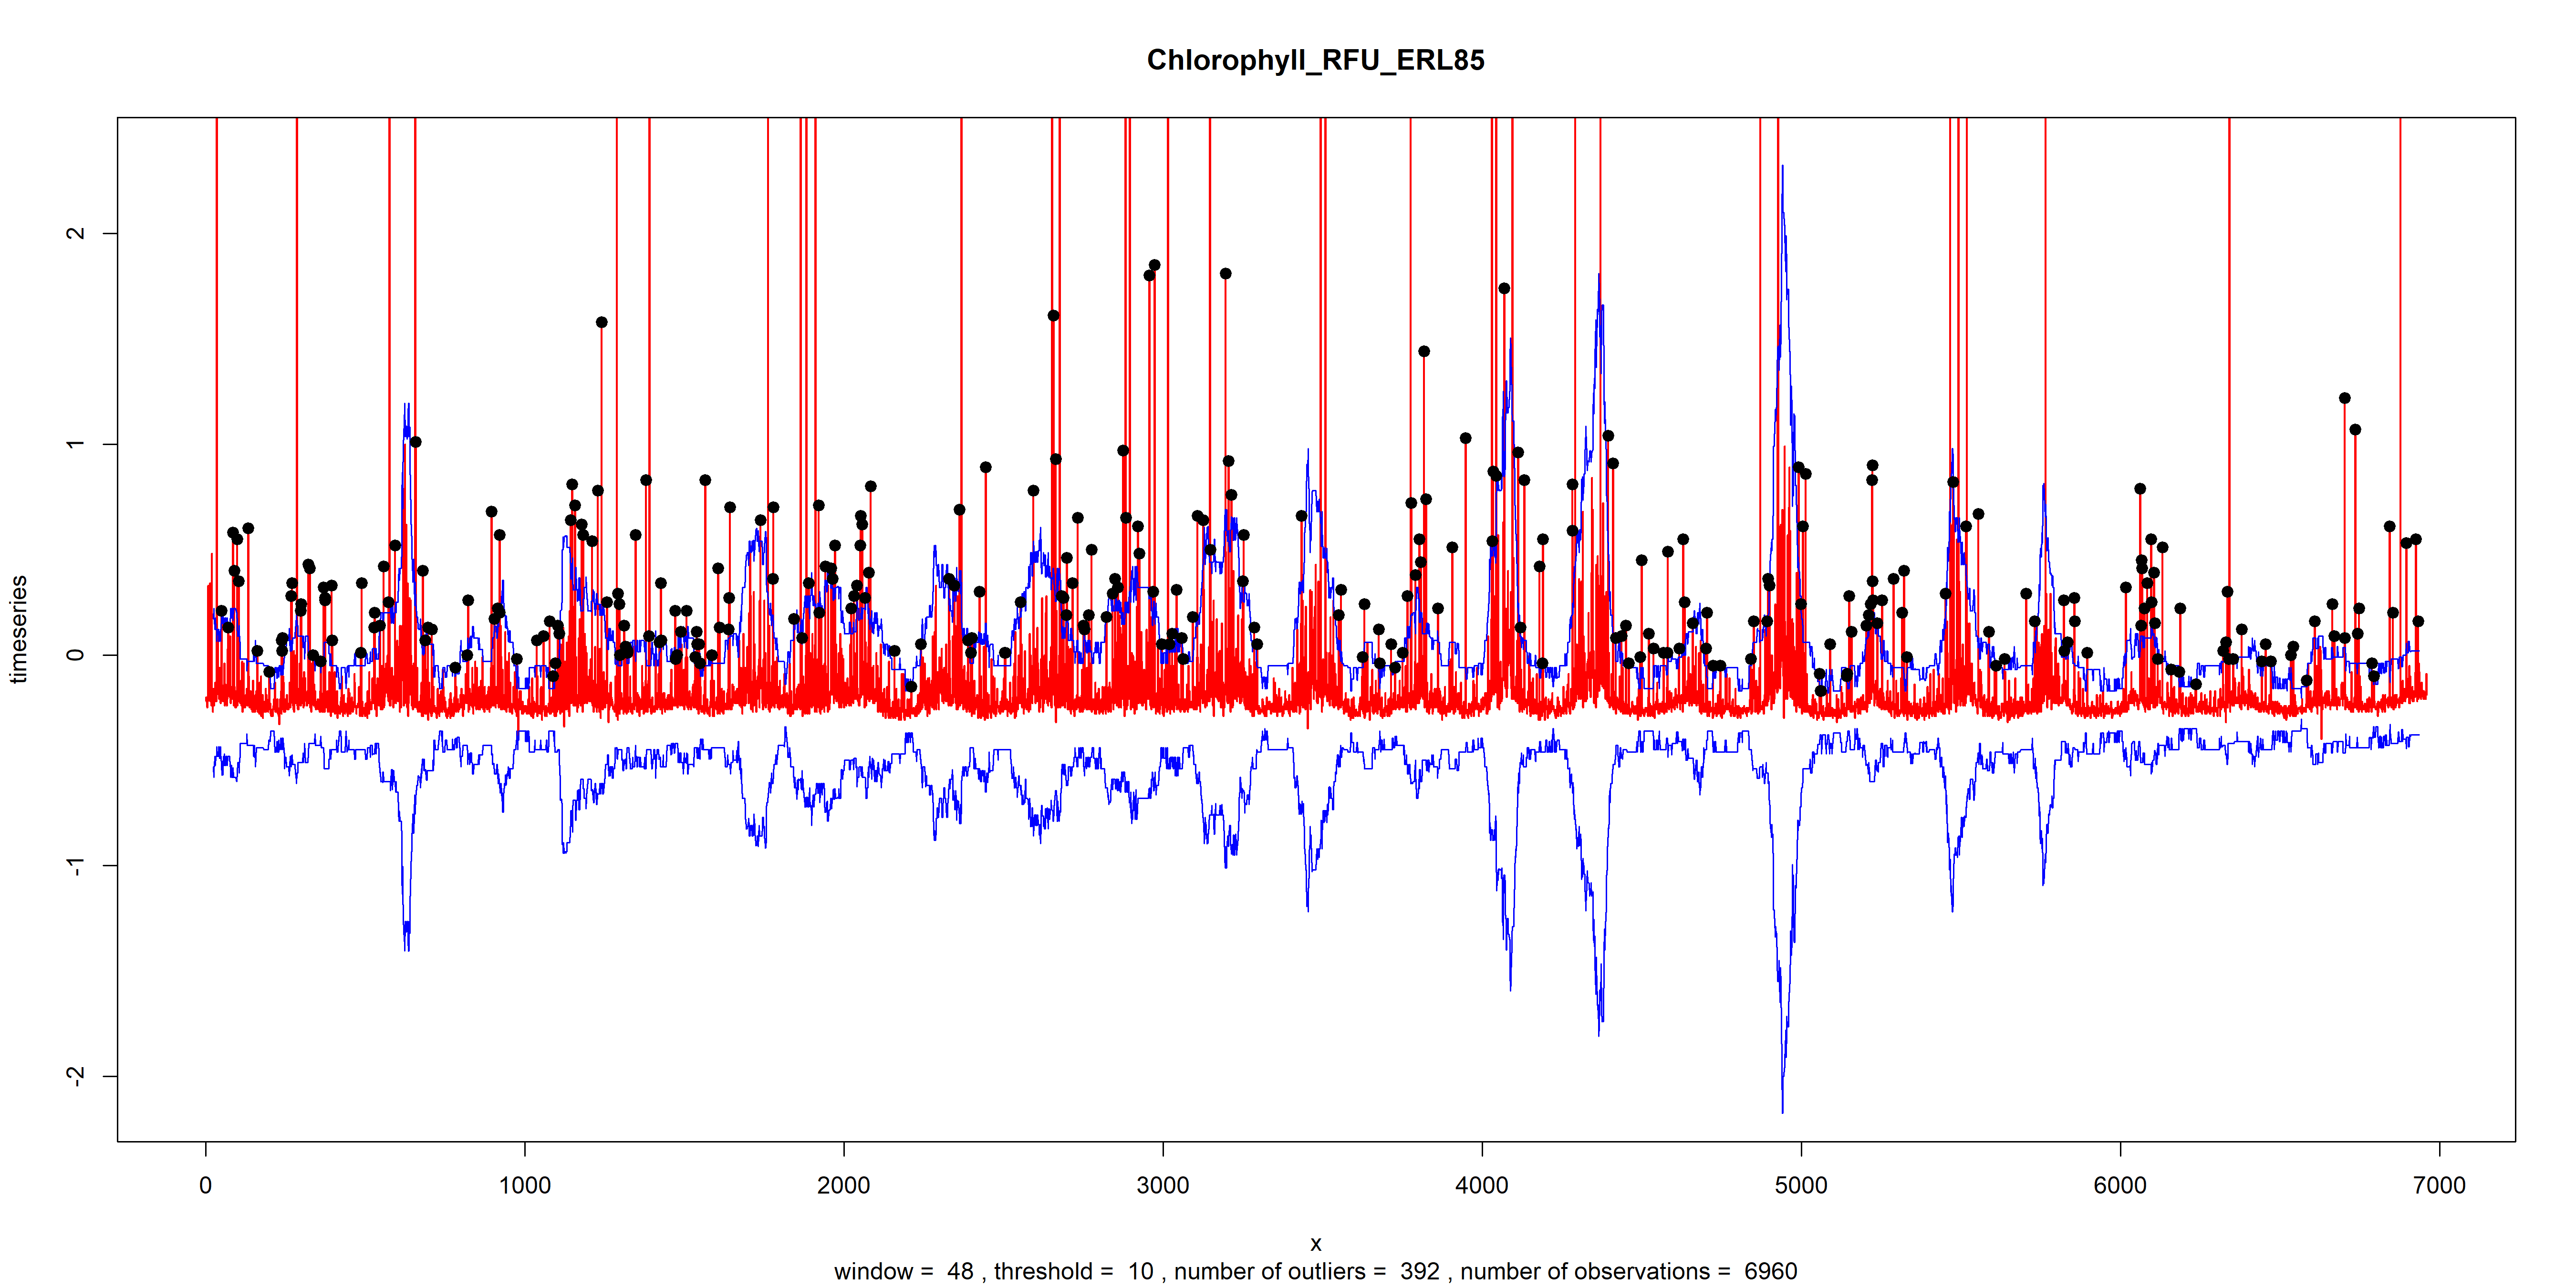 Chlorophyll_RFU_ERL85
timeseries
2
1
0
-1
-2
0 1000 2000 3000 4000 5000 6000 7000
x
window =  48 , threshold =  10 , number of outliers =  392 , number of observations =  6960